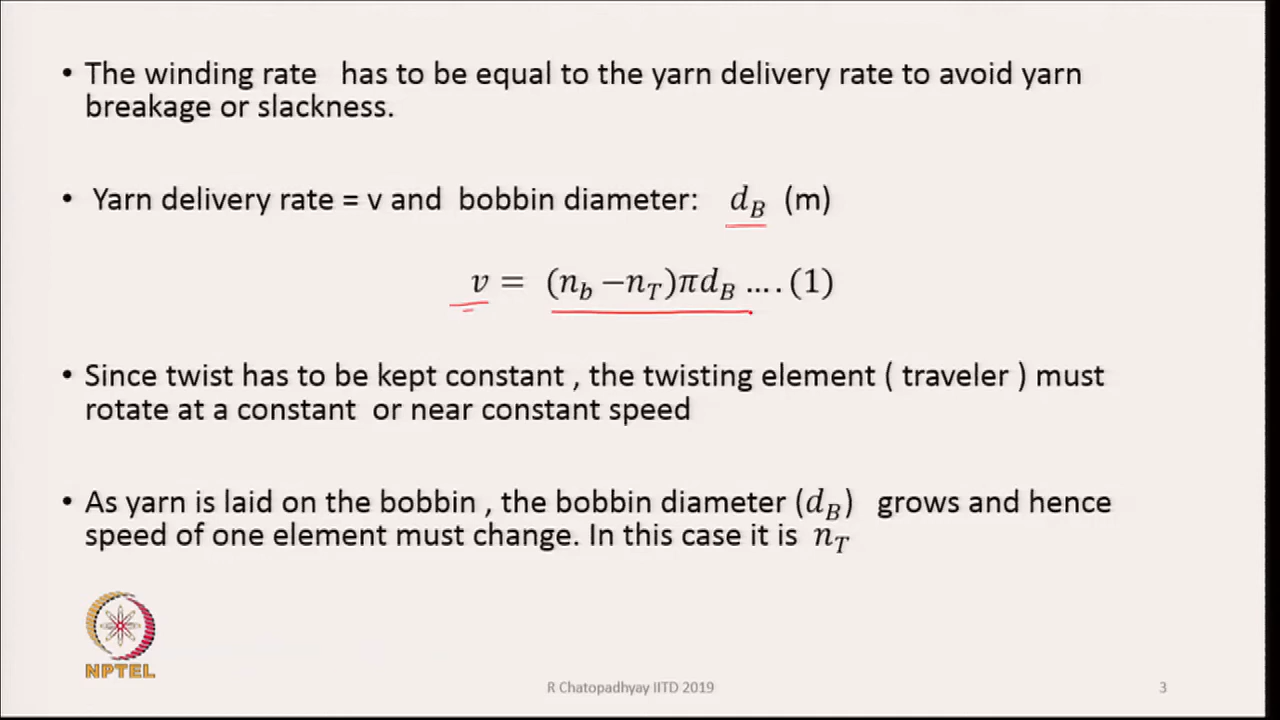 • The winding rate has to be equal to the yarn delivery rate to avoid yarn
breakage or slackness.
• Yarn delivery rate = v and bobbin diameter: d_B (m)
v = (n_b −n_T)πd_B …. (1)
• Since twist has to be kept constant , the twisting element ( traveler ) must
rotate at a constant or near constant speed
• As yarn is laid on the bobbin , the bobbin diameter (d_B) grows and hence
speed of one element must change. In this case it is n_T
NPTEL
R Chatopadhyay IITD 2019
3